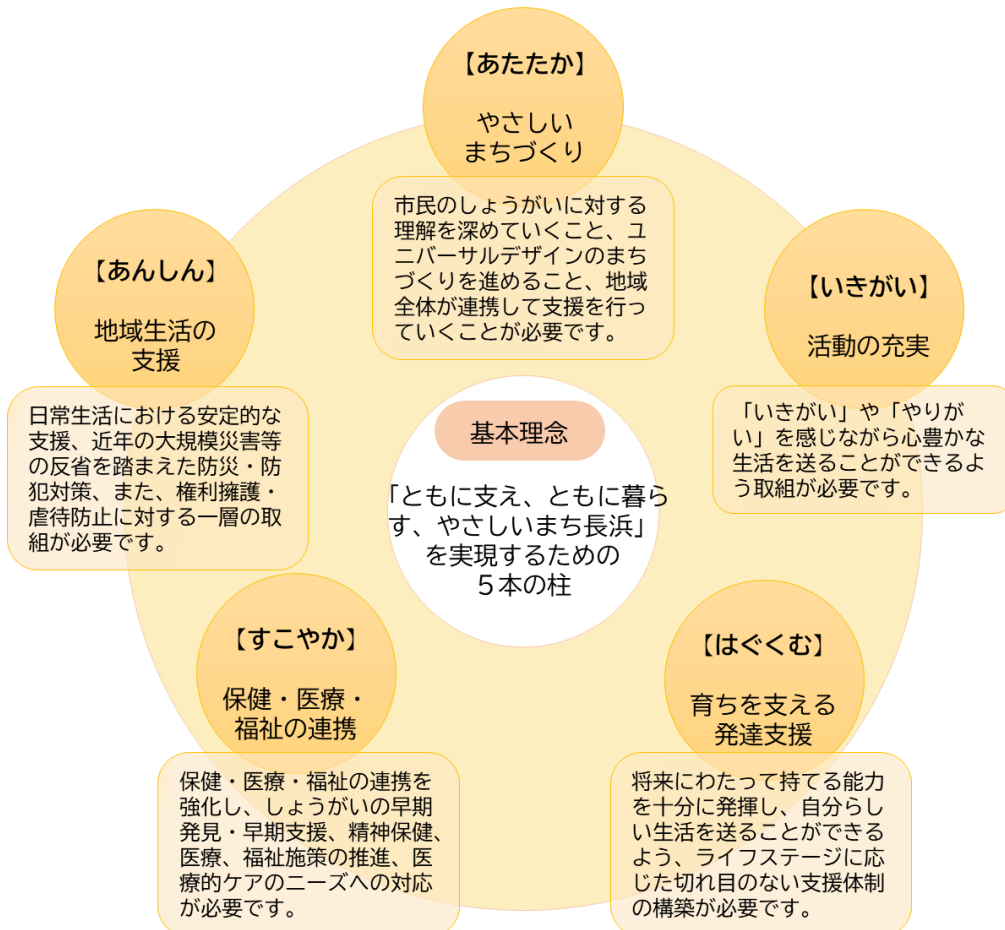 【あたたか】
やさしい
まちづくり
市民のしょうがいに対する
理解を深めていくこと、ユ
ニバーサルデザインのまち
づくりを進めること、地域
全体が連携して支援を行っ
ていくことが必要です。
【あんしん】
地域生活の
支援
日常生活における安定的な
支援、近年の大規模災害等
の反省を踏まえた防災・防
犯対策、また、権利擁護・
虐待防止に対する一層の取
組が必要です。
【いきがい】
活動の充実
「いきがい」や「やりが
い」を感じながら心豊かな
生活を送ることができるよ
う取組が必要です。
基本理念
「ともに支え、ともに暮ら
す、やさしいまち長浜」
を実現するための
５本の柱
【すこやか】
保健・医療・
福祉の連携
保健・医療・福祉の連携を
強化し、しょうがいの早期
発見・早期支援、精神保健、
医療、福祉施策の推進、医
療的ケアのニーズへの対応
が必要です。
【はぐくむ】
育ちを支える
発達支援
将来にわたって持てる能力
を十分に発揮し、自分らし
い生活を送ることができる
よう、ライフステージに応
じた切れ目のない支援体制
の構築が必要です。